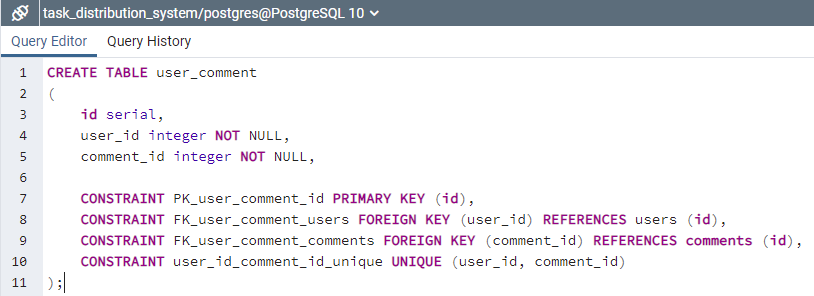 task_distribution_system/postgres@PostgreSQL 10
Query Editor Query History
1 CREATE TABLE user_comment
2 (
3 id serial,
4 user_id integer NOT NULL,
5 comment_id integer NOT NULL,
6
7 CONSTRAINT PK_user_comment_id PRIMARY KEY (id),
8 CONSTRAINT FK_user_comment_users FOREIGN KEY (user_id) REFERENCES users (id),
9 CONSTRAINT FK_user_comment_comments FOREIGN KEY (comment_id) REFERENCES comments (id),
10 CONSTRAINT user_id_comment_id_unique UNIQUE (user_id, comment_id)
11 );